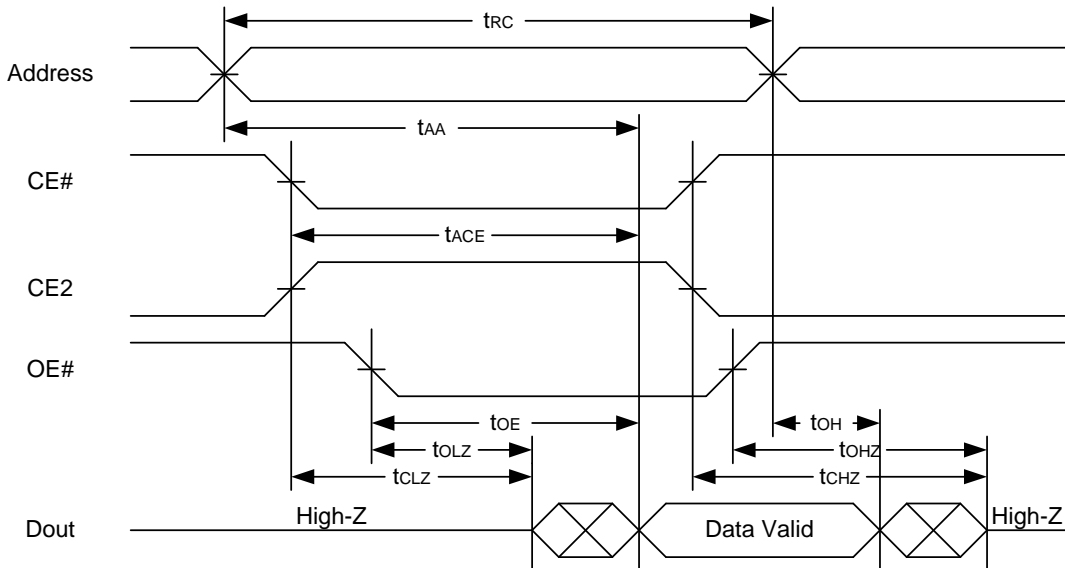 tRC
Address
tAA
CE#
tACE
CE2
OE#
tOE
tOH
tOLZ
tOHZ
tCLZ
tCHZ
High-Z
Data Valid
High-Z
Dout